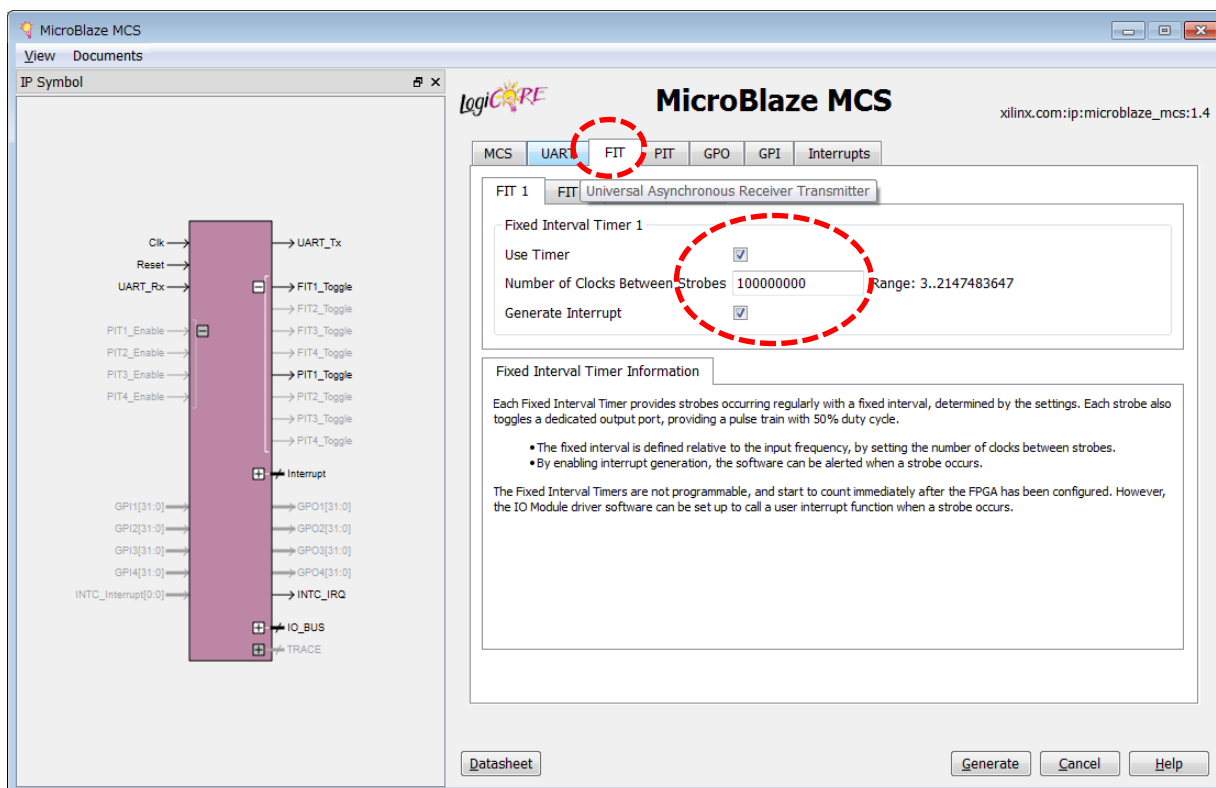 MicroBlaze MCS
View Documents
IP Symbol
Clk
Reset
UART_Rx
PIT1_Enable
PIT2_Enable
PIT3_Enable
PIT4_Enable
GPI1[31:0]
GPI2[31:0]
GPI3[31:0]
GPI4[31:0]
INTC_Interrupt[0:0]
UART_Tx
FIT1_Toggle
FIT2_Toggle
FIT3_Toggle
FIT4_Toggle
PIT1_Toggle
PIT2_Toggle
PIT3_Toggle
PIT4_Toggle
Interrupt
GPO1[31:0]
GPO2[31:0]
GPO3[31:0]
GPO4[31:0]
INTC_IRQ
IO_BUS
TRACE
LogiCORE
MicroBlaze MCS
xilinx.com:ip:microblaze_mcs:1.4
MCS UART FIT PIT GPO GPI Interrupts
FIT 1 FIT
Universal Asynchronous Receiver Transmitter
Fixed Interval Timer 1
Use Timer
Number of Clocks Between Strobes 100000000 Range: 3..2147483647
Generate Interrupt
Fixed Interval Timer Information
Each Fixed Interval Timer provides strobes occurring regularly with a fixed interval, determined by the settings. Each strobe also
toggles a dedicated output port, providing a pulse train with 50% duty cycle.
•The fixed interval is defined relative to the input frequency, by setting the number of clocks between strobes.
•By enabling interrupt generation, the software can be alerted when a strobe occurs.
The Fixed Interval Timers are not programmable, and start to count immediately after the FPGA has been configured. However,
the IO Module driver software can be set up to call a user interrupt function when a strobe occurs.
Datasheet Generate Cancel Help